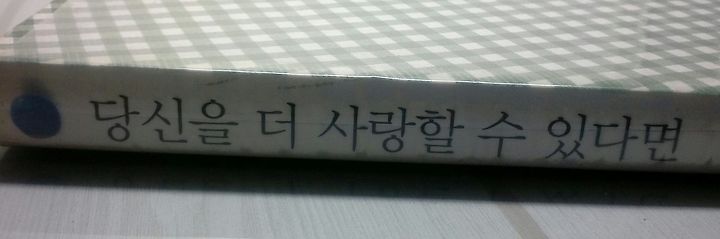 당신을 더 사랑할 수 있다면